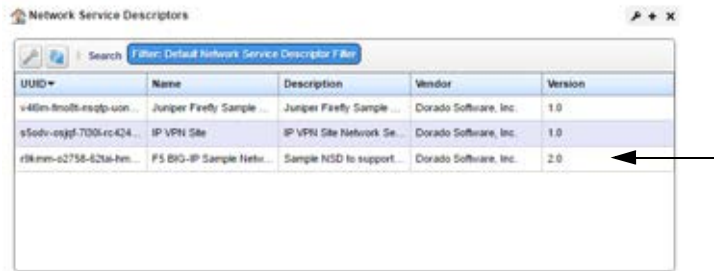 Network Service Descriptors
Search Filter: Default Network Service Descriptor Filter
UUID Name Description Vendor Version
Juniper Firefly Sample ... Juniper Firefly Sample ... Dorado Software, Inc. 1.0
IP VPN Site IP VPN Site Network Se... Dorado Software, Inc. 1.0
F5 BIG-IP Sample Netw... Sample NSD to support... Dorado Software, Inc. 2.0